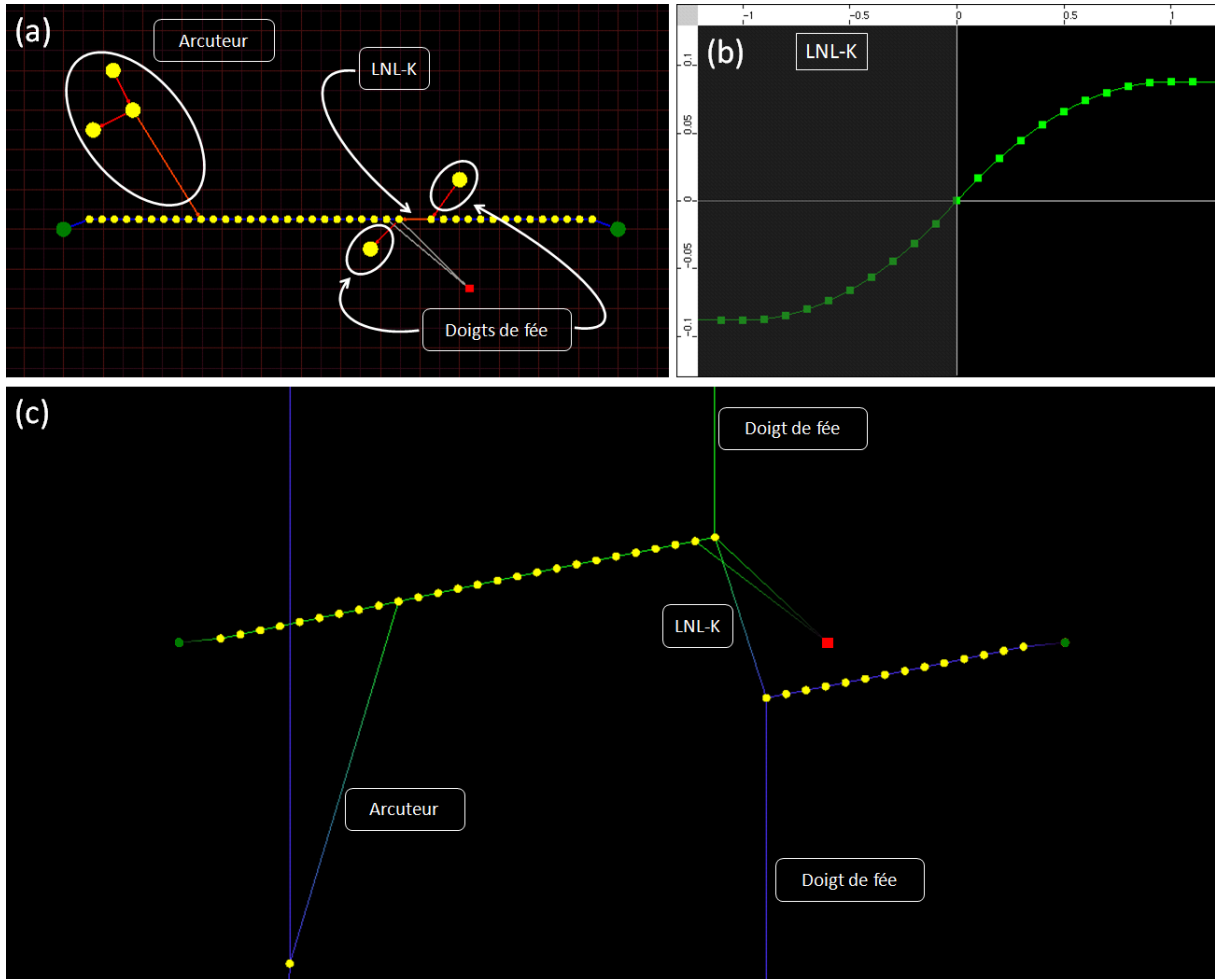 (a)
Arcuteur
LNL-K
Doigts de fée
(b)
LNL-K
−1
−0.5
0
0.5
1
0.1
0.05
0
−0.05
−0.1
(c)
Doigt de fée
LNL-K
Arcuteur
Doigt de fée